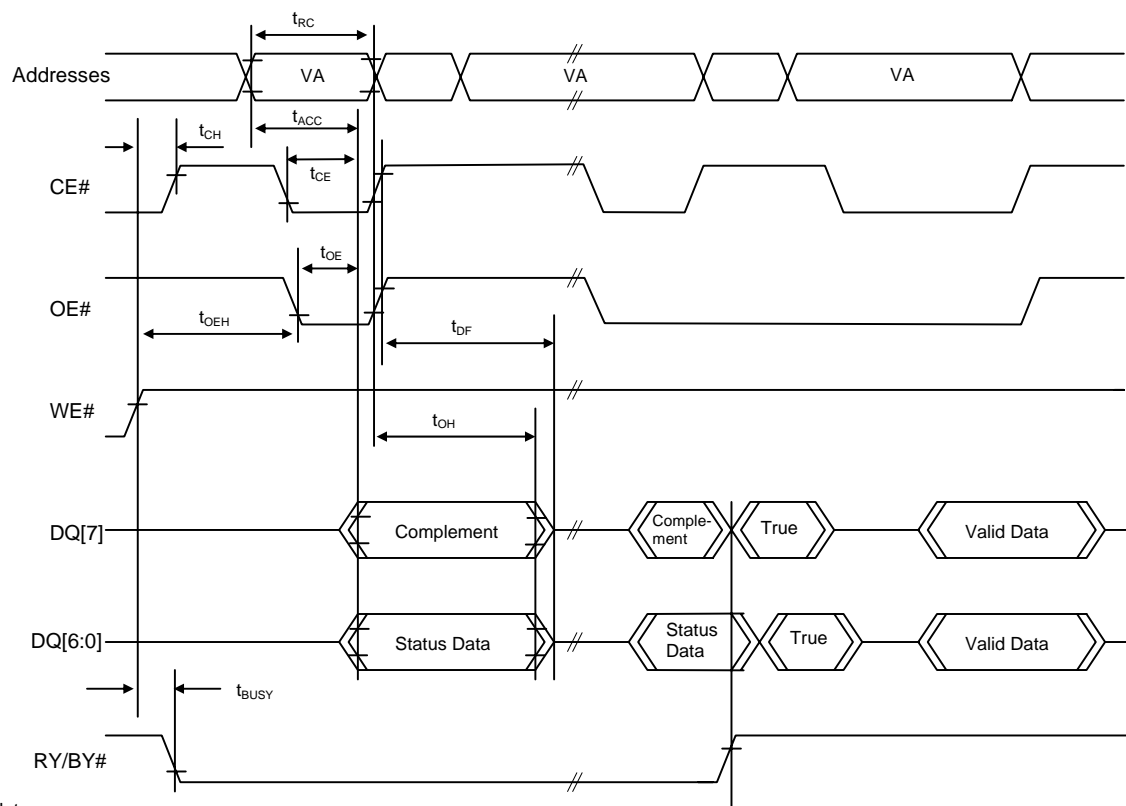 tRC
Addresses
VA
VA
VA
tACC
tCH
tCE
CE#
tOE
OE#
tOEH
tDF
WE#
tOH
DQ[7]
Complement
Comple-
ment
True
Valid Data
DQ[6:0]
Status Data
Status
Data
True
Valid Data
tBUSY
RY/BY#